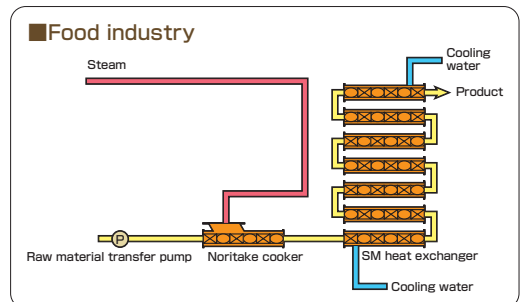 ■Food industry
Steam
Cooling
water
Product
P
Raw material transfer pump
Noritake cooker
SM heat exchanger
Cooling water